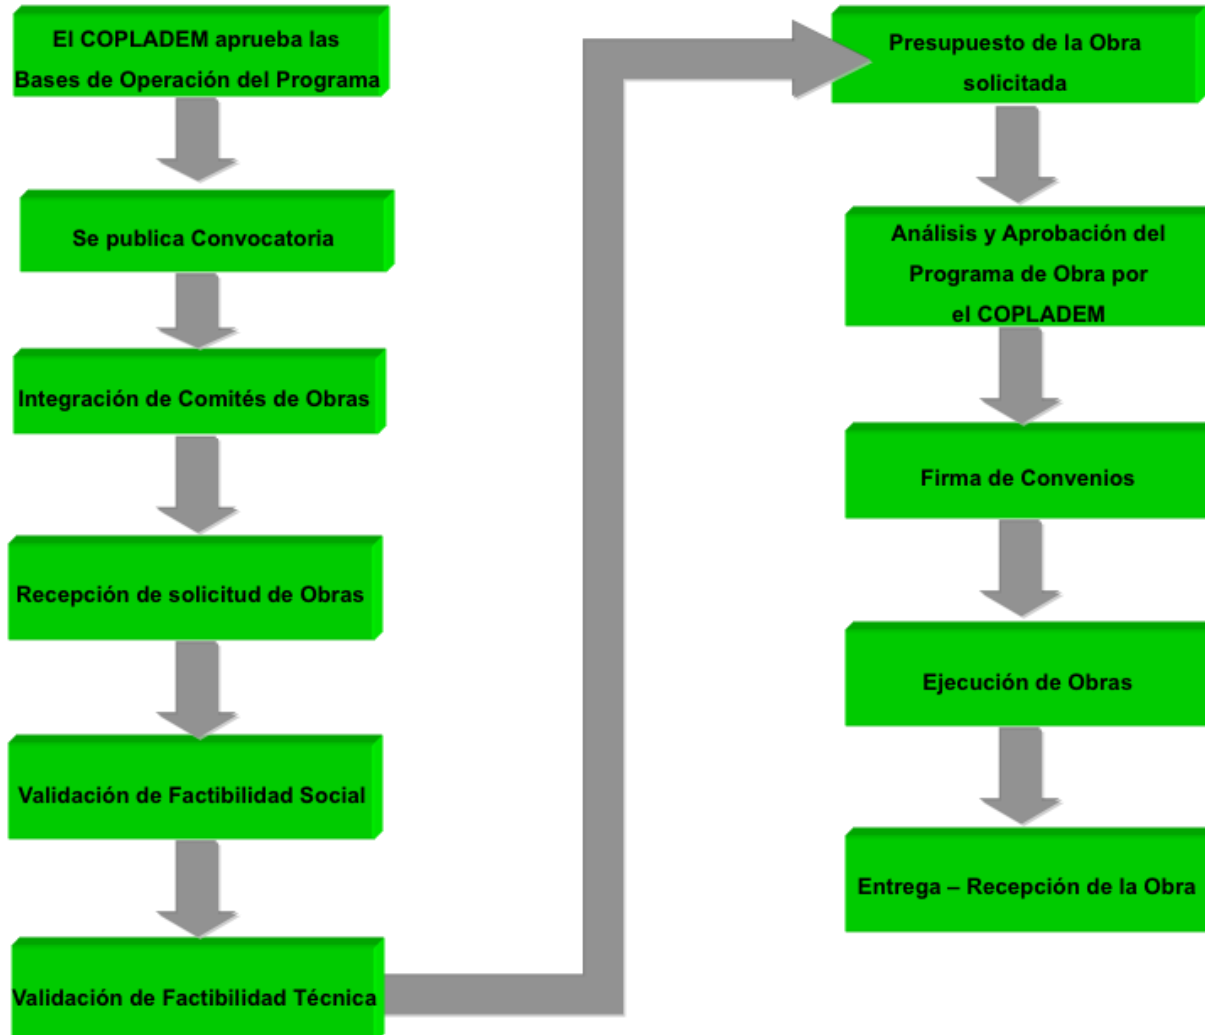 El COPLADEM aprueba las
Bases de Operación del Programa
Se publica Convocatoria
Integración de Comités de Obras
Recepción de solicitud de Obras
Validación de Factibilidad Social
Validación de Factibilidad Técnica
Presupuesto de la Obra
solicitada
Análisis y Aprobación del
Programa de Obra por
el COPLADEM
Firma de Convenios
Ejecución de Obras
Entrega – Recepción de la Obra